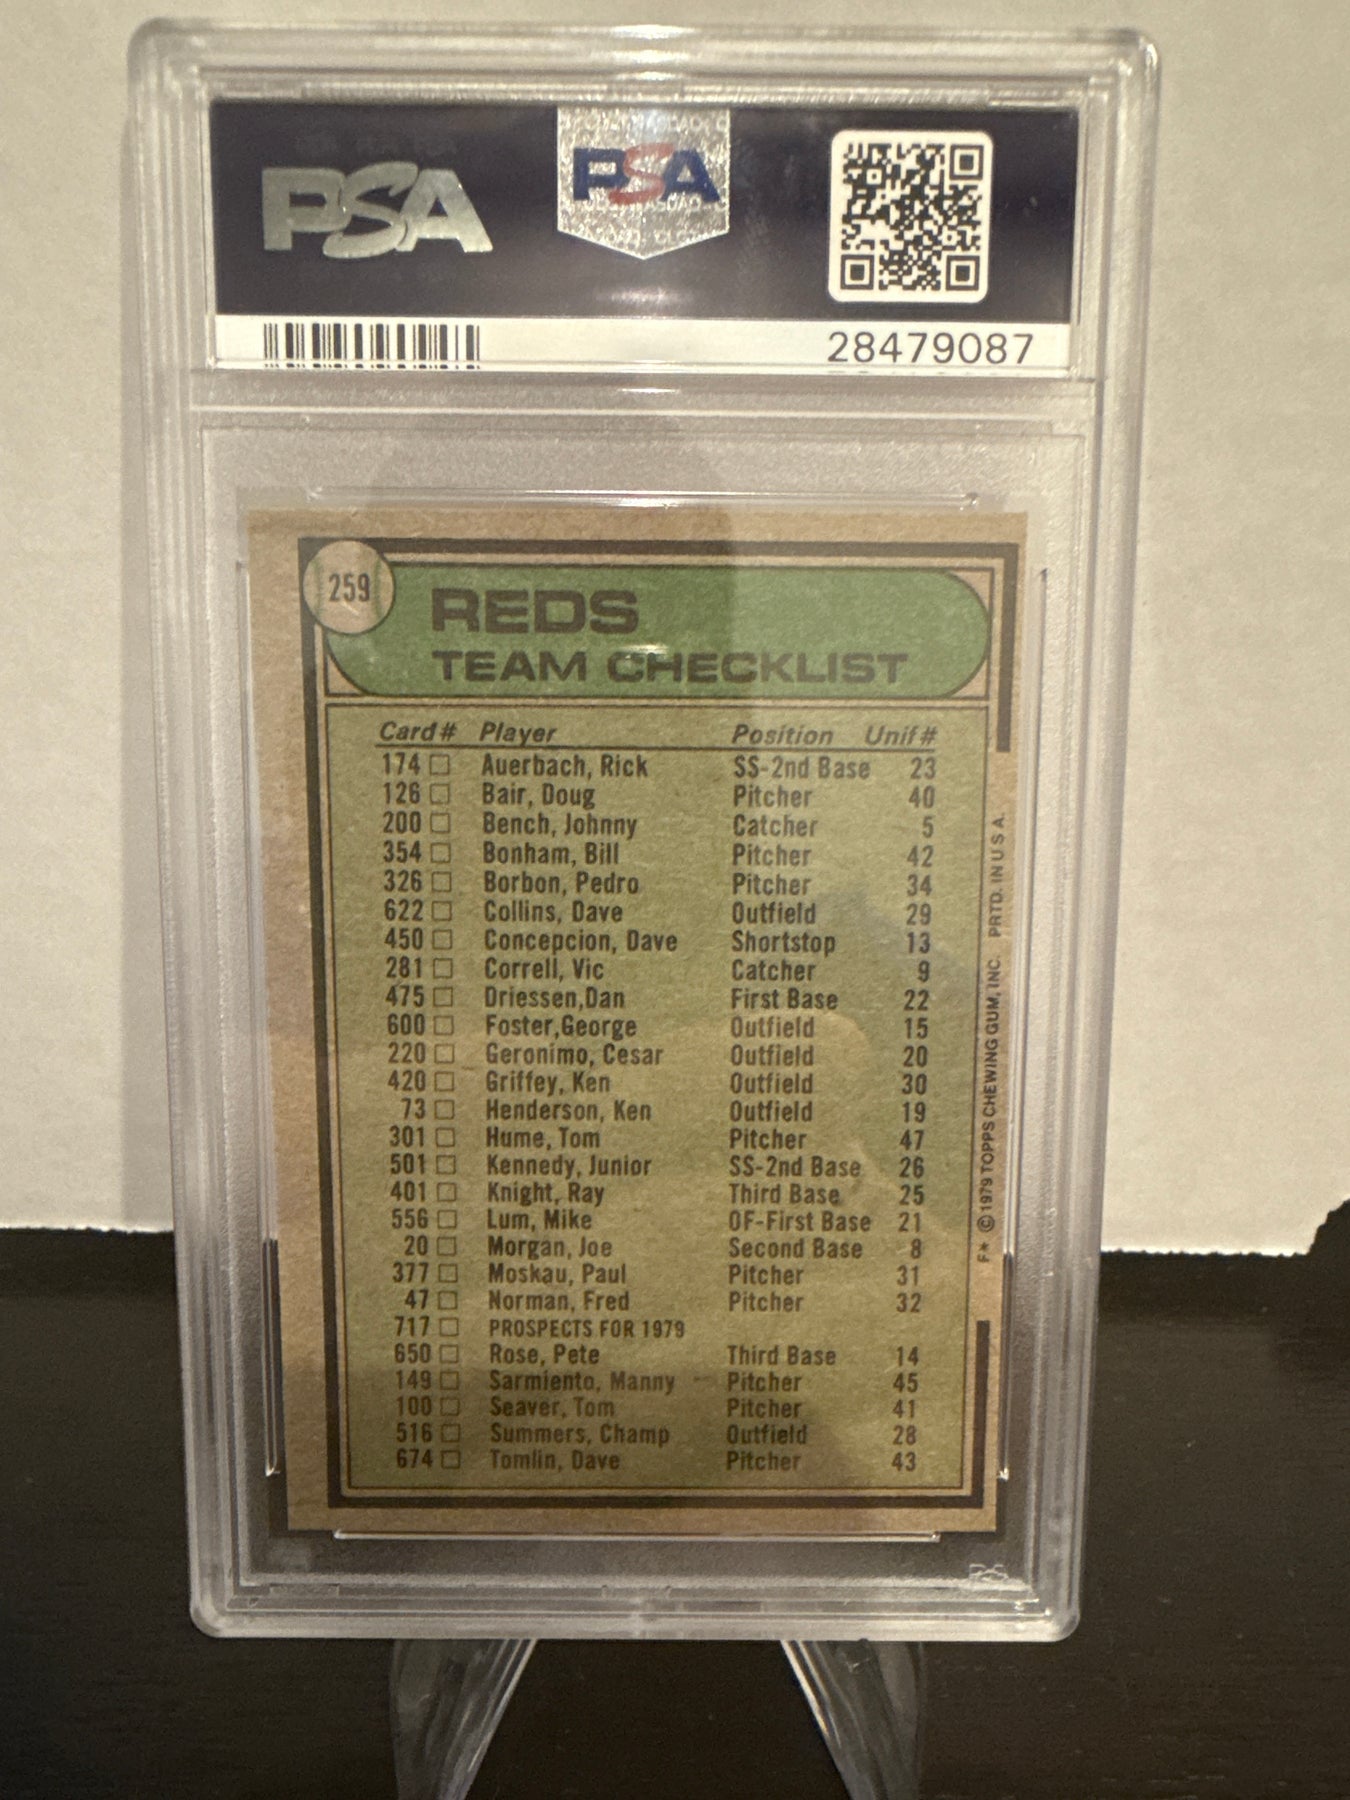 PSA
PSA
28479087
259
REDS
TEAM CHECKLIST
Card # Player Position Unif #
174 Auerbach, Rick SS-2nd Base 23
126 Bair, Doug Pitcher 40
200 Bench, Johnny Catcher 5
354 Bonham, Bill Pitcher 42
326 Borbon, Pedro Pitcher 34
622 Collins, Dave Outfield 29
450 Concepcion, Dave Shortstop 13
281 Correll, Vic Catcher 9
475 Driessen,Dan First Base 22
600 Foster,George Outfield 15
220 Geronimo, Cesar Outfield 20
420 Griffey, Ken Outfield 30
73 Henderson, Ken Outfield 19
301 Hume, Tom Pitcher 47
501 Kennedy, Junior SS-2nd Base 26
401 Knight, Ray Third Base 25
556 Lum, Mike OF-First Base 21
20 Morgan, Joe Second Base 8
377 Moskau, Paul Pitcher 31
47 Norman, Fred Pitcher 32
717 PROSPECTS FOR 1979
650 Rose, Pete Third Base 14
149 Sarmiento, Manny Pitcher 45
100 Seaver, Tom Pitcher 41
516 Summers, Champ Outfield 28
674 Tomlin, Dave Pitcher 43
F* © 1979 TOPPS CHEWING GUM, INC. PRTD. IN U.S.A.